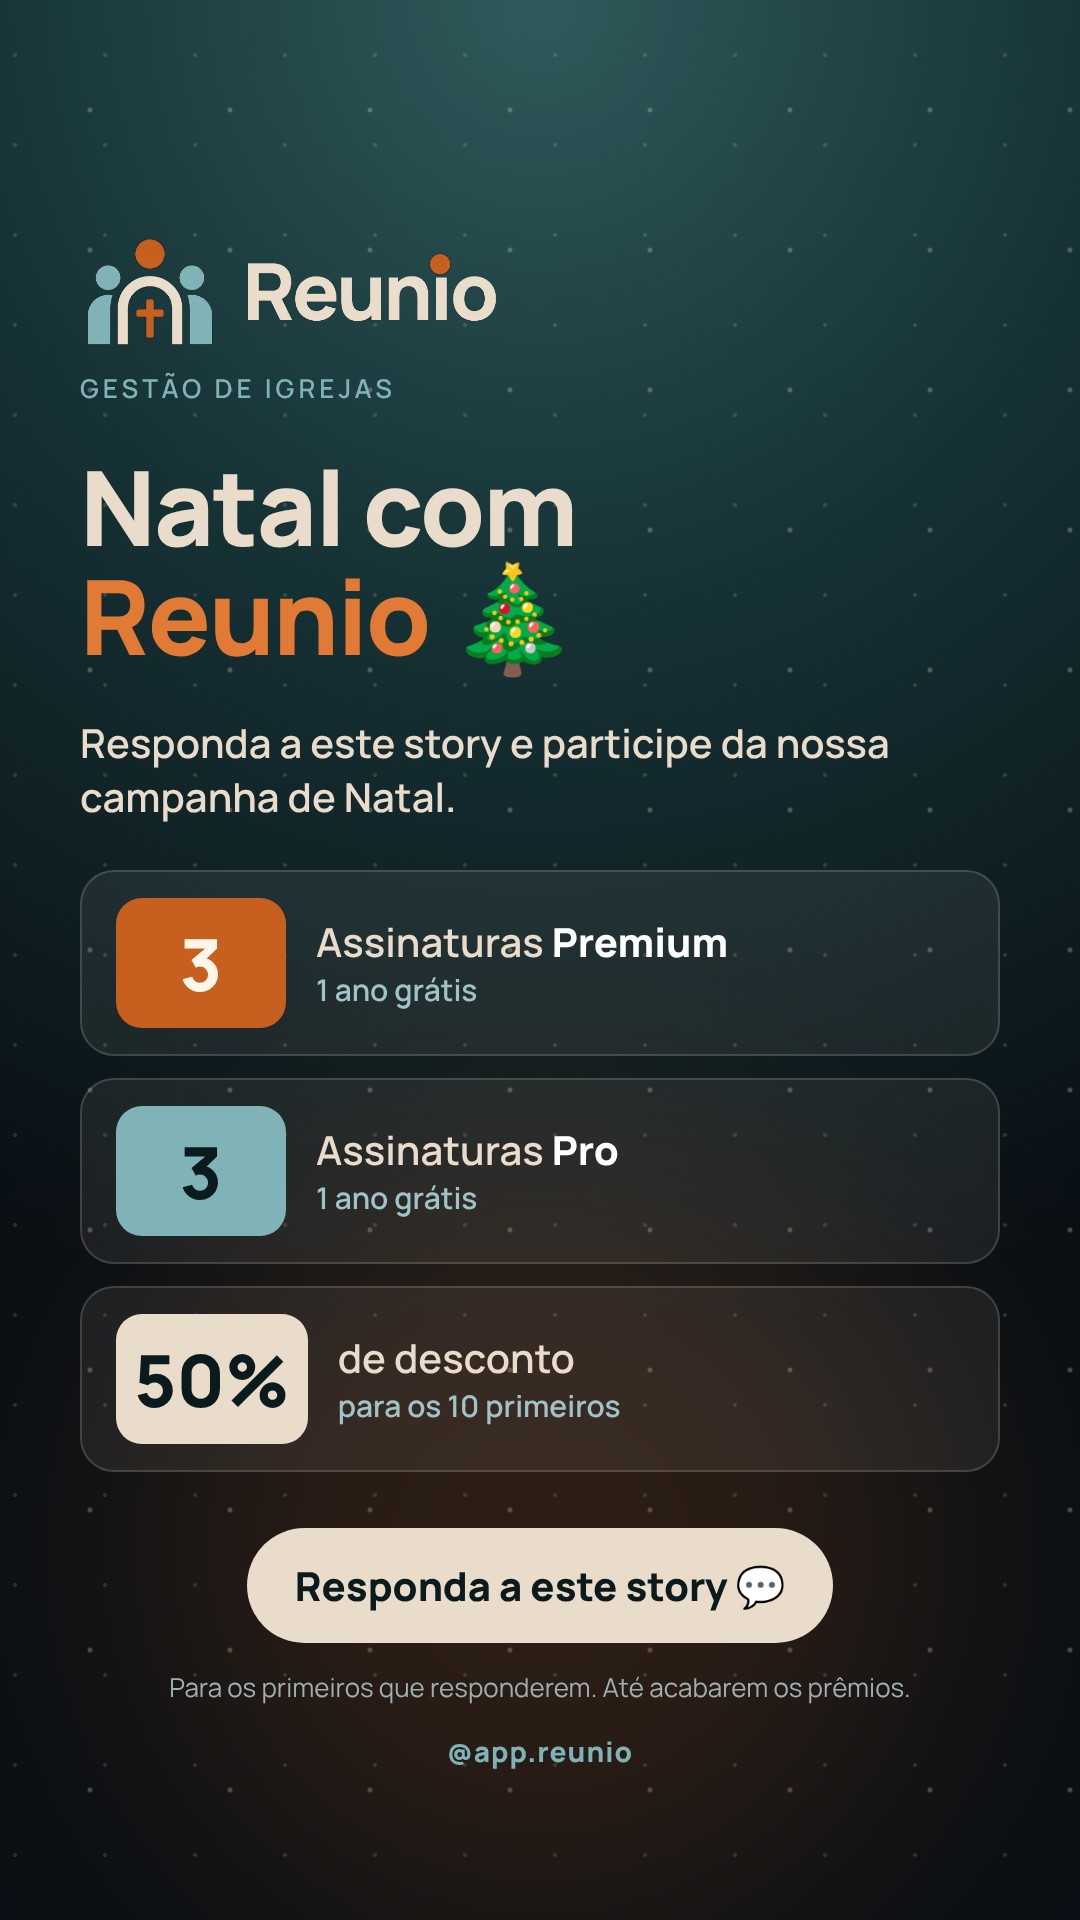 Reunio
GESTÃO DE IGREJAS
Natal com
Reunio 🎄
Responda a este story e participe da nossa
campanha de Natal.
3
Assinaturas Premium
1 ano grátis
3
Assinaturas Pro
1 ano grátis
50%
de desconto
para os 10 primeiros
Responda a este story 💬
Para os primeiros que responderem. Até acabarem os prêmios.
@app.reunio